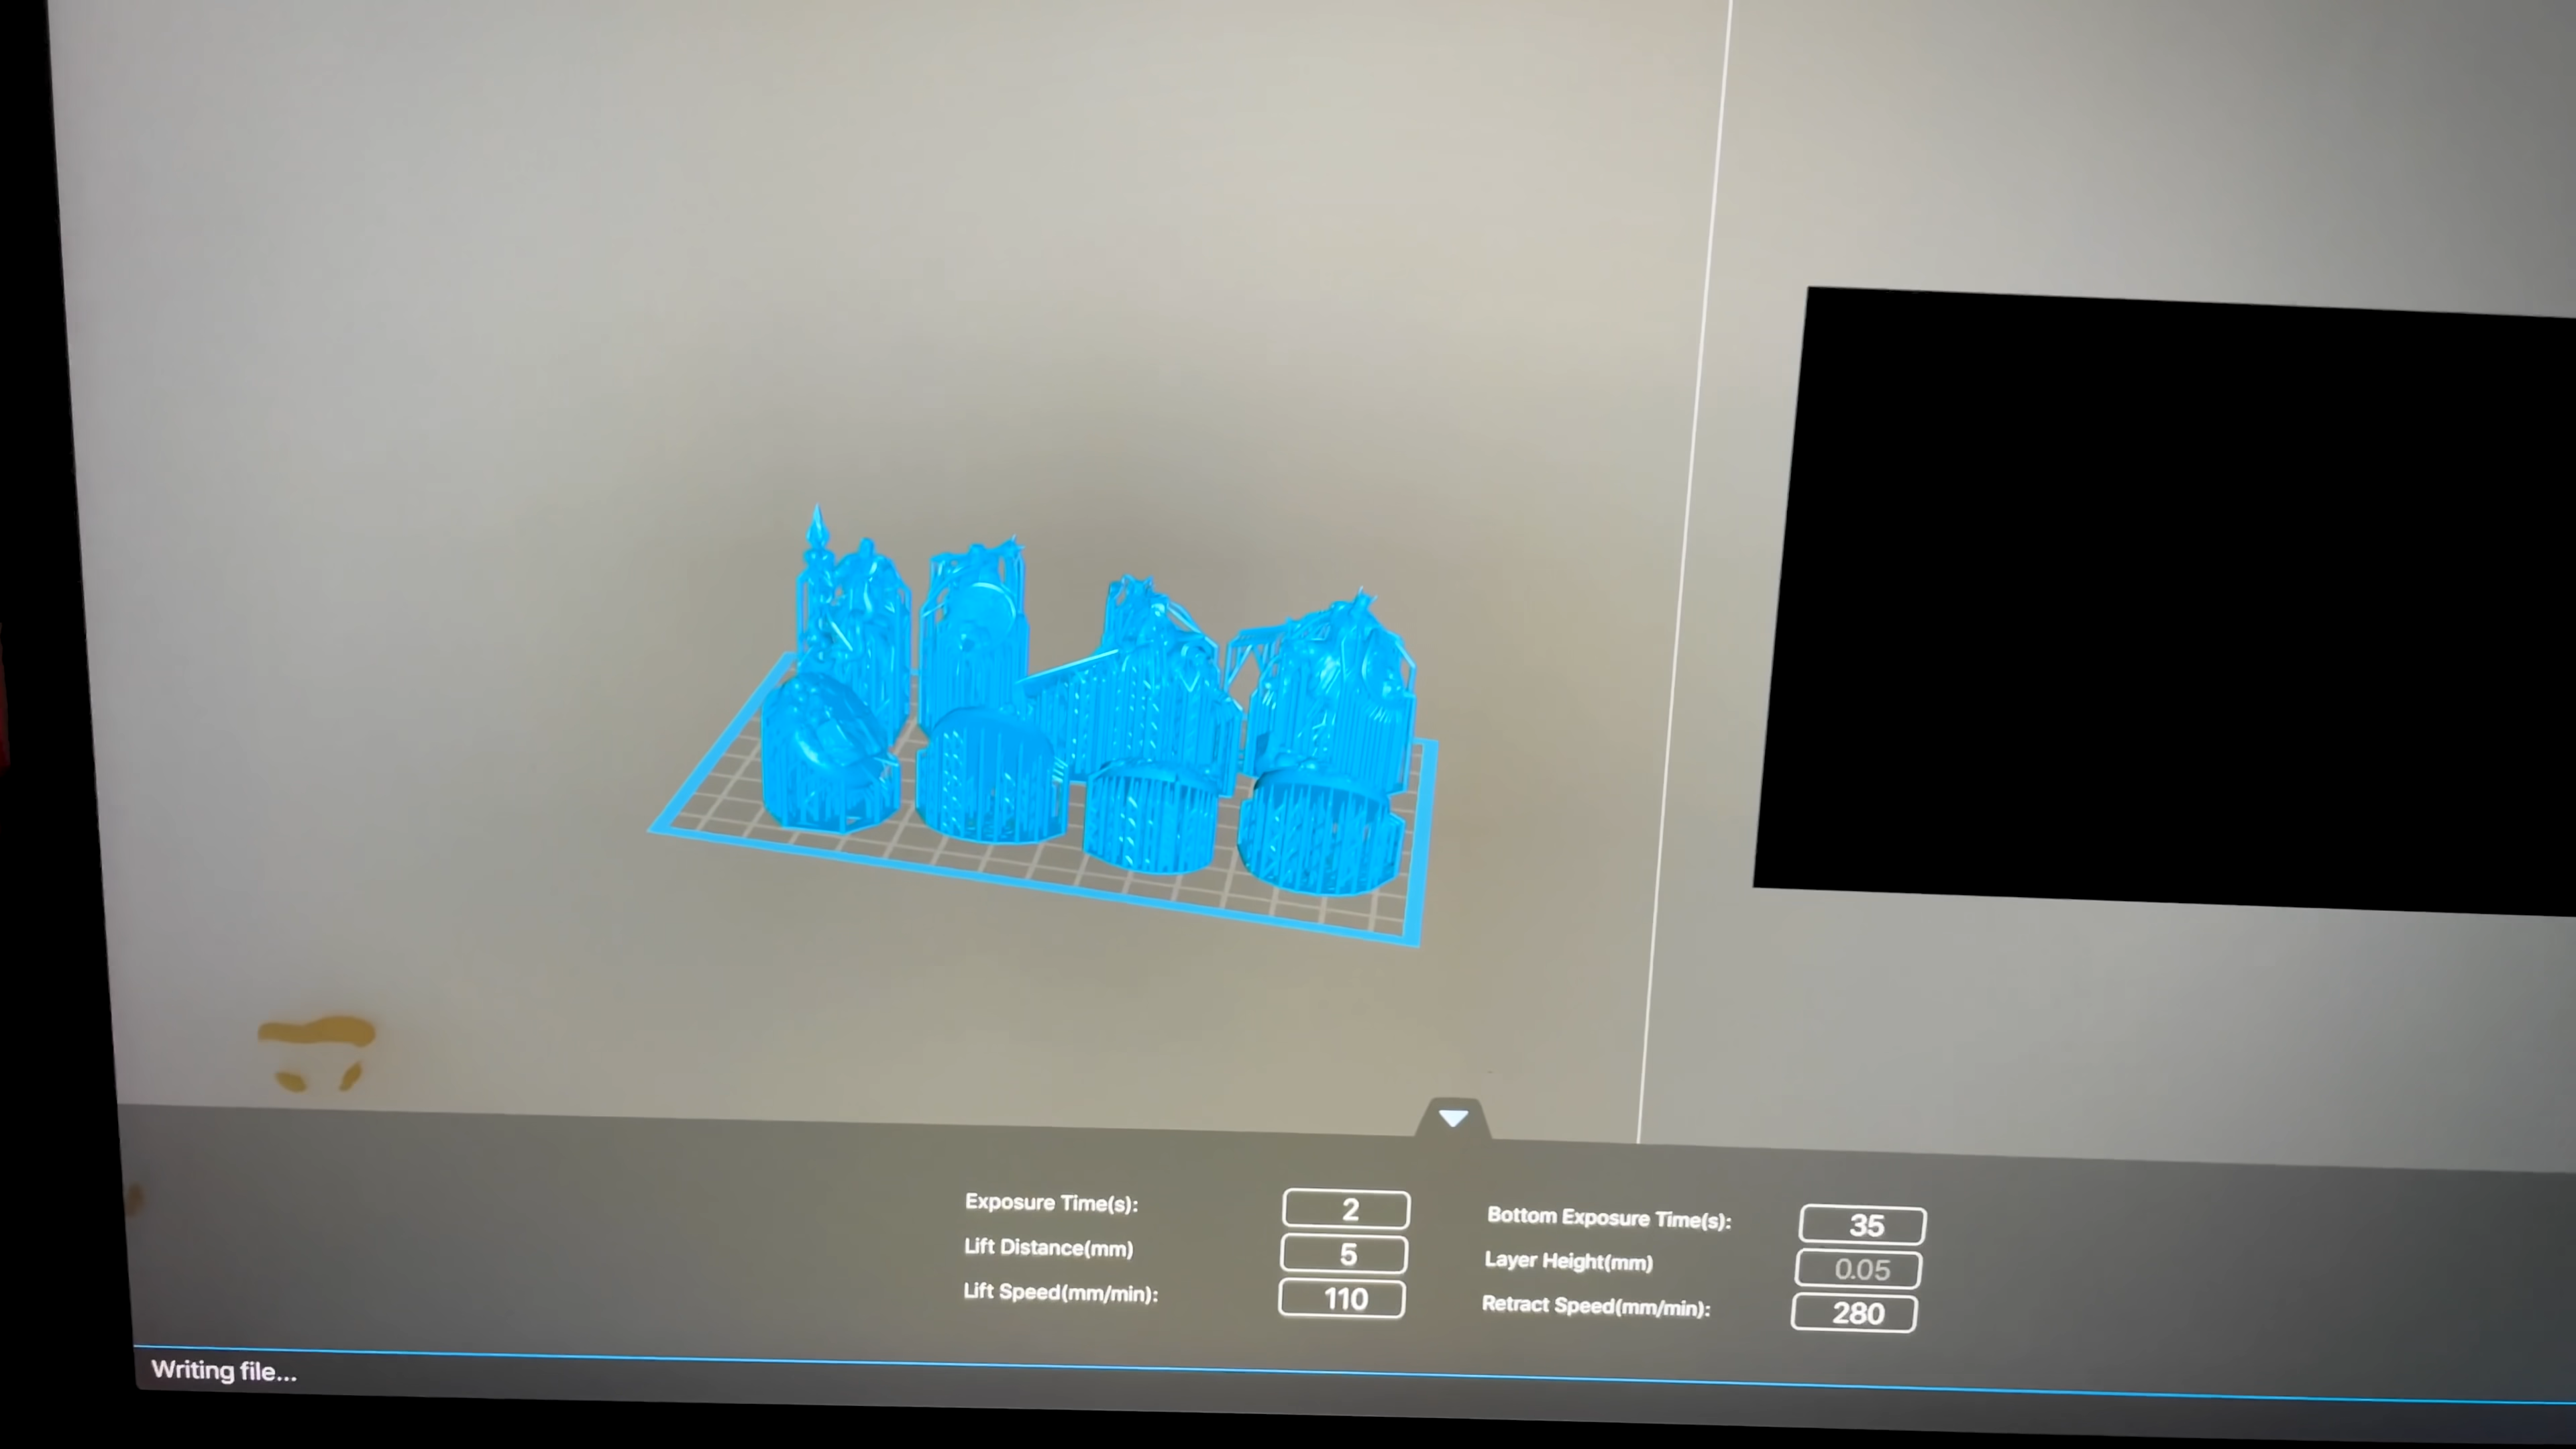 Exposure Time(s): 2 Bottom Exposure Time(s): 35
Lift Distance(mm) 5 Layer Height(mm) 0.05
Lift Speed(mm/min): 110 Retract Speed(mm/min): 280
Writing file...